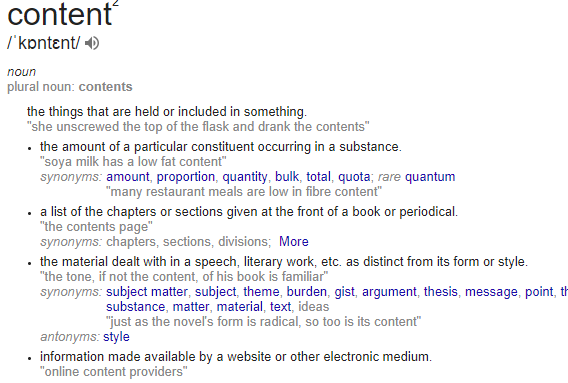 content²
/ˈkɒntɛnt/
noun
plural noun: contents
the things that are held or included in something.
"she unscrewed the top of the flask and drank the contents"
• the amount of a particular constituent occurring in a substance.
"soya milk has a low fat content"
synonyms: amount, proportion, quantity, bulk, total, quota; rare quantum
"many restaurant meals are low in fibre content"
• a list of the chapters or sections given at the front of a book or periodical.
"the contents page"
synonyms: chapters, sections, divisions; More
• the material dealt with in a speech, literary work, etc. as distinct from its form or style.
"the tone, if not the content, of his book is familiar"
synonyms: subject matter, subject, theme, burden, gist, argument, thesis, message, point,
substance, matter, material, text, ideas
"just as the novel's form is radical, so too is its content"
antonyms: style
• information made available by a website or other electronic medium.
"online content providers"